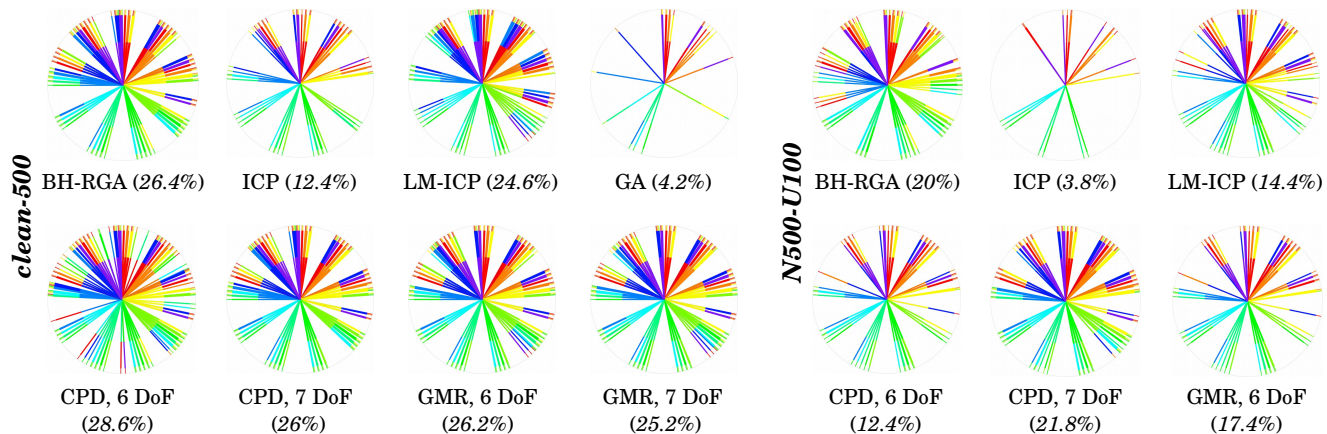 clean-500
BH-RGA (26.4%)
ICP (12.4%)
LM-ICP (24.6%)
GA (4.2%)
CPD, 6 DoF
(28.6%)
CPD, 7 DoF
(26%)
GMR, 6 DoF
(26.2%)
GMR, 7 DoF
(25.2%)
N500-U100
BH-RGA (20%)
ICP (3.8%)
LM-ICP (14.4%)
CPD, 6 DoF
(12.4%)
CPD, 7 DoF
(21.8%)
GMR, 6 DoF
(17.4%)